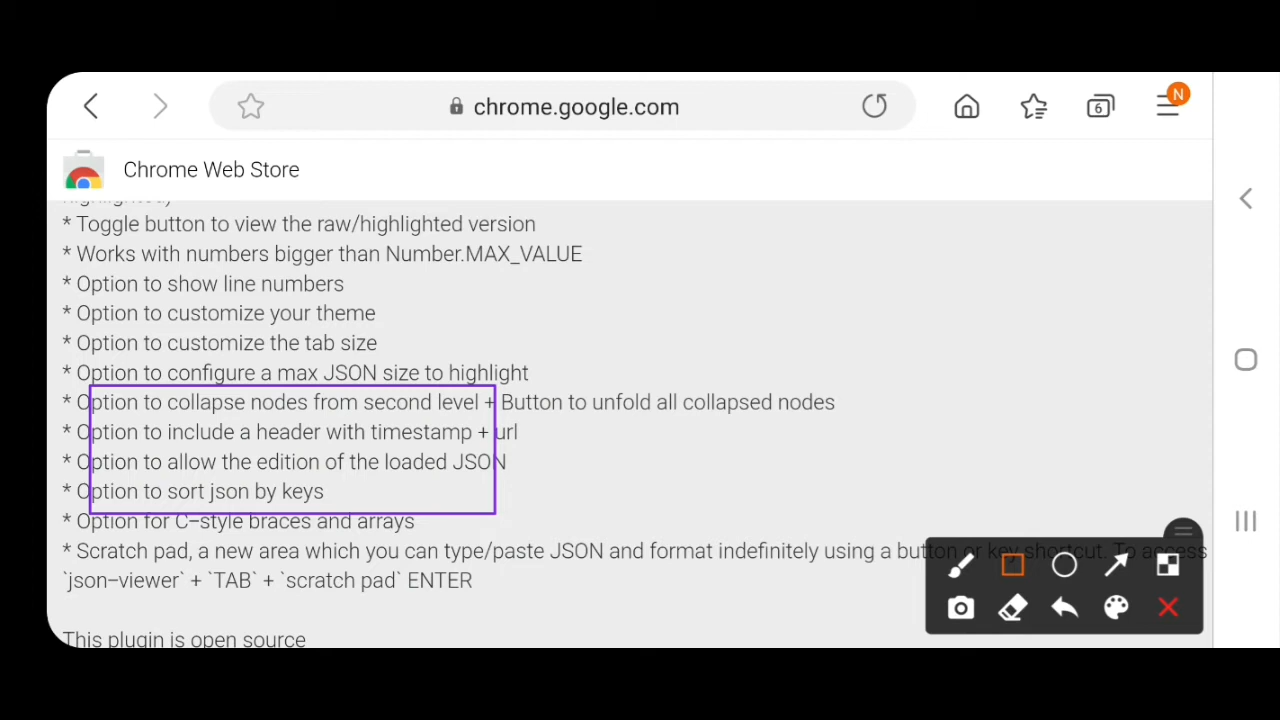 N
chrome.google.com
6
Chrome Web Store
highlighted)
* Toggle button to view the raw/highlighted version
* Works with numbers bigger than Number.MAX_VALUE
* Option to show line numbers
* Option to customize your theme
* Option to customize the tab size
* Option to configure a max JSON size to highlight
* Option to collapse nodes from second level + Button to unfold all collapsed nodes
* Option to include a header with timestamp + url
* Option to allow the edition of the loaded JSON
* Option to sort json by keys
* Option for C-style braces and arrays
* Scratch pad, a new area which you can type/paste JSON and format indefinitely using a button or key shortcut. To access
`json-viewer` + `TAB` + `scratch pad` ENTER
This plugin is open source